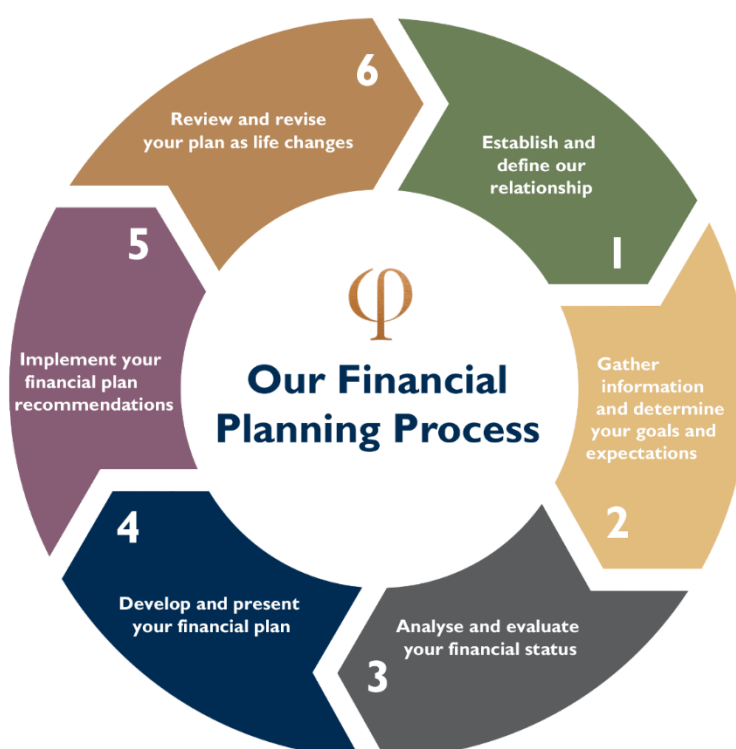 φ
Our Financial
Planning Process
1
Establish and
define our
relationship
2
Gather
information
and determine
your goals and
expectations
3
Analyse and evaluate
your financial status
4
Develop and present
your financial plan
5
Implement your
financial plan
recommendations
6
Review and revise
your plan as life changes